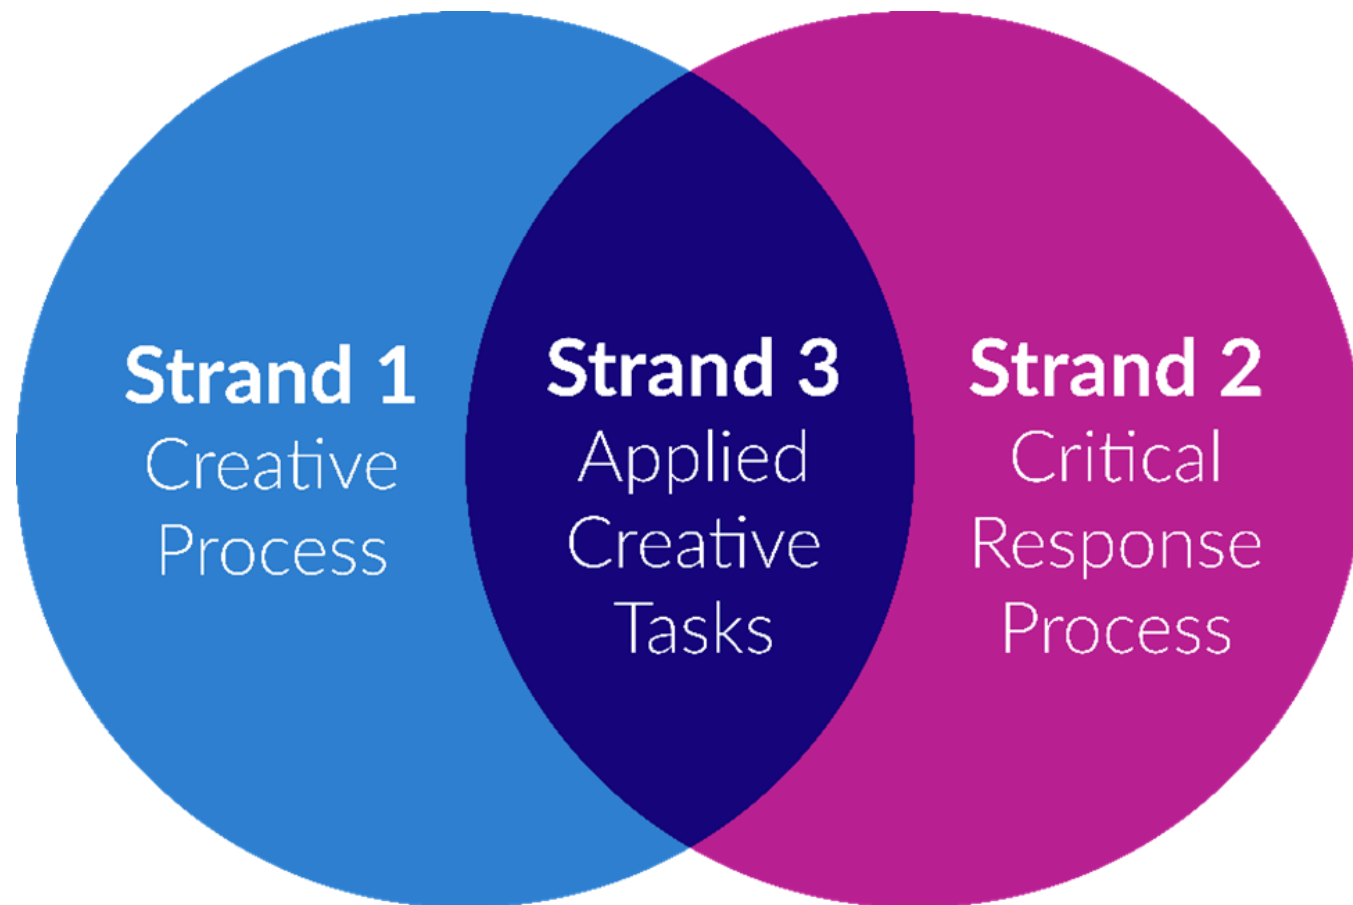 Strand 1
Creative
Process
Strand 3
Applied
Creative
Tasks
Strand 2
Critical
Response
Process